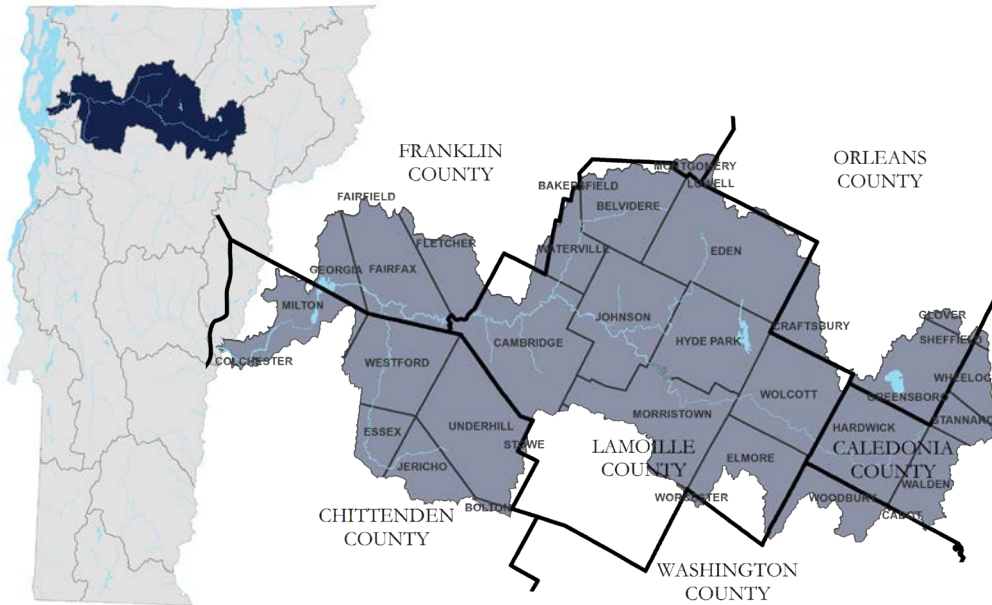 FRANKLIN
COUNTY
ORLEANS
COUNTY
MONTGOMERY
LOWELL
BAKERSFIELD
BELVIDERE
FAIRFIELD
FLETCHER
WATERVILLE
EDEN
GEORGIA
FAIRFAX
MILTON
GLOVER
SHEFFIELD
JOHNSON
CRAFTSBURY
HYDE PARK
CAMBRIDGE
COLCHESTER
WESTFORD
WHEELOC
GREENSBORO
WOLCOTT
STANNARD
MORRISTOWN
UNDERHILL
HARDWICK
ESSEX
STOWE
LAMOILLE
COUNTY
CALEDONIA
COUNTY
ELMORE
JERICHO
WALDEN
WORCESTER
WOODBURY
BOLTON
CABOT
CHITTENDEN
COUNTY
WASHINGTON
COUNTY